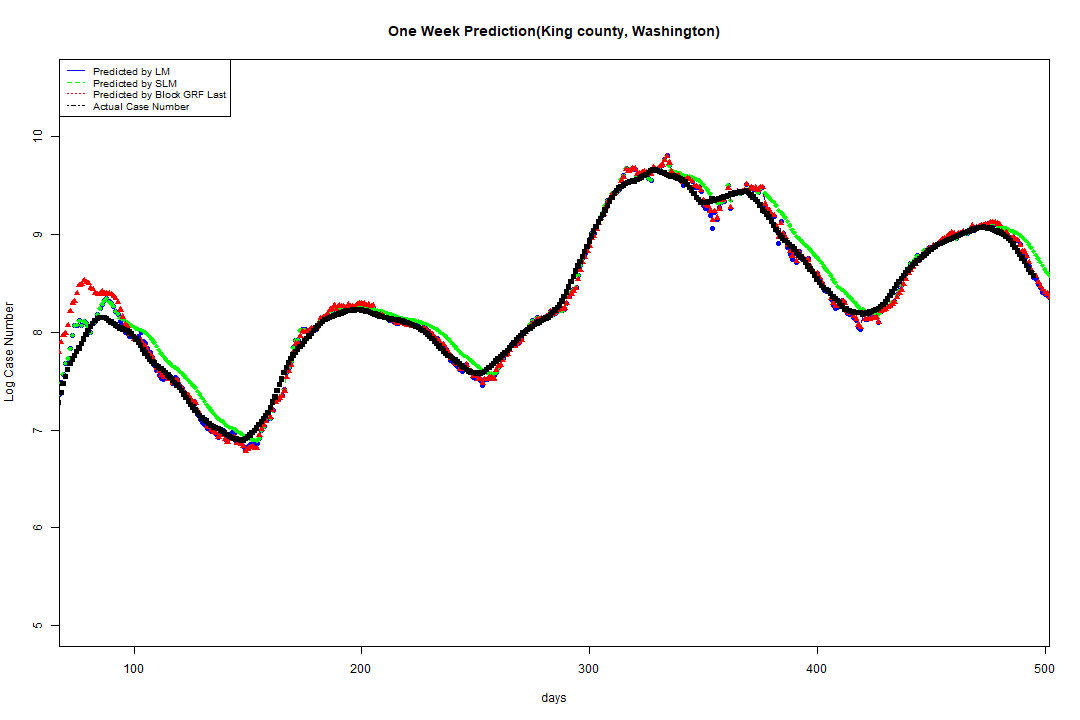 One Week Prediction(King county, Washington)
Predicted by LM
Predicted by SLM
Predicted by Block GRF Last
Actual Case Number
Log Case Number
10
9
8
7
6
5
100 200 300 400 500
days